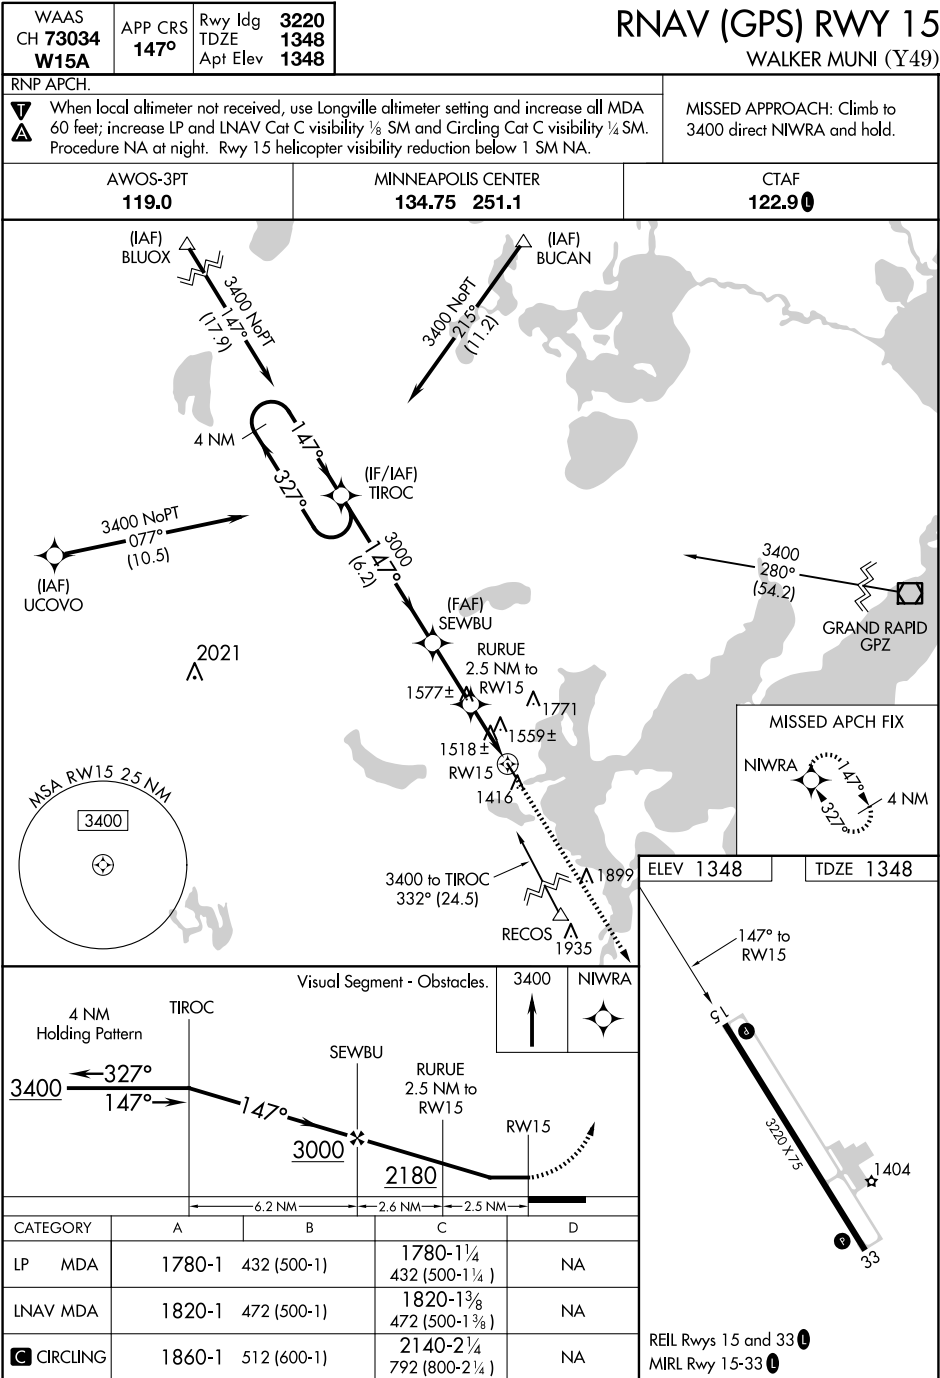 WAAS
CH 73034
W15A
APP CRS
147°
Rwy ldg 3220
TDZE 1348
Apt Elev 1348
RNAV (GPS) RWY 15
WALKER MUNI (Y49)
RNP APCH.
T
A
When local altimeter not received, use Longville altimeter setting and increase all MDA
60 feet; increase LP and LNAV Cat C visibility ⅛ SM and Circling Cat C visibility ¼ SM.
Procedure NA at night. Rwy 15 helicopter visibility reduction below 1 SM NA.
MISSED APPROACH: Climb to
3400 direct NIWRA and hold.
AWOS-3PT
119.0
MINNEAPOLIS CENTER
134.75 251.1
CTAF
122.9 L
(IAF)
BLUOX
3400 NoPT
147°
(17.9)
(IAF)
BUCAN
3400 NoPT
215°
(11.2)
4 NM
147°
327°
(IF/IAF)
TIROC
3400 NoPT
077°
(10.5)
(IAF)
UCOVO
3000
147°
(6.2)
3400
280°
(54.2)
GRAND RAPID
GPZ
(FAF)
SEWBU
2021
RURUE
2.5 NM to
RW15
1577±
1771
1559±
1518±
RW15
1416
MISSED APCH FIX
NIWRA
147°
327°
4 NM
MSA RW15 25 NM
3400
3400 to TIROC
332° (24.5)
1899
RECOS
1935
ELEV 1348
TDZE 1348
147° to
RW15
15
P
3220 X 75
1404
P
33
REIL Rwys 15 and 33 L
MIRL Rwy 15-33 L
Visual Segment - Obstacles.
3400
NIWRA
4 NM
Holding Pattern
TIROC
SEWBU
RURUE
2.5 NM to
RW15
RW15
3400
327°
147°
147°
3000
2180
6.2 NM
2.6 NM
2.5 NM
CATEGORY A B C D
LP MDA 1780-1 432 (500-1) 1780-1¼ NA
432 (500-1¼)
LNAV MDA 1820-1 472 (500-1) 1820-1⅜ NA
472 (500-1⅜)
C CIRCLING 1860-1 512 (600-1) 2140-2¼ NA
792 (800-2¼)